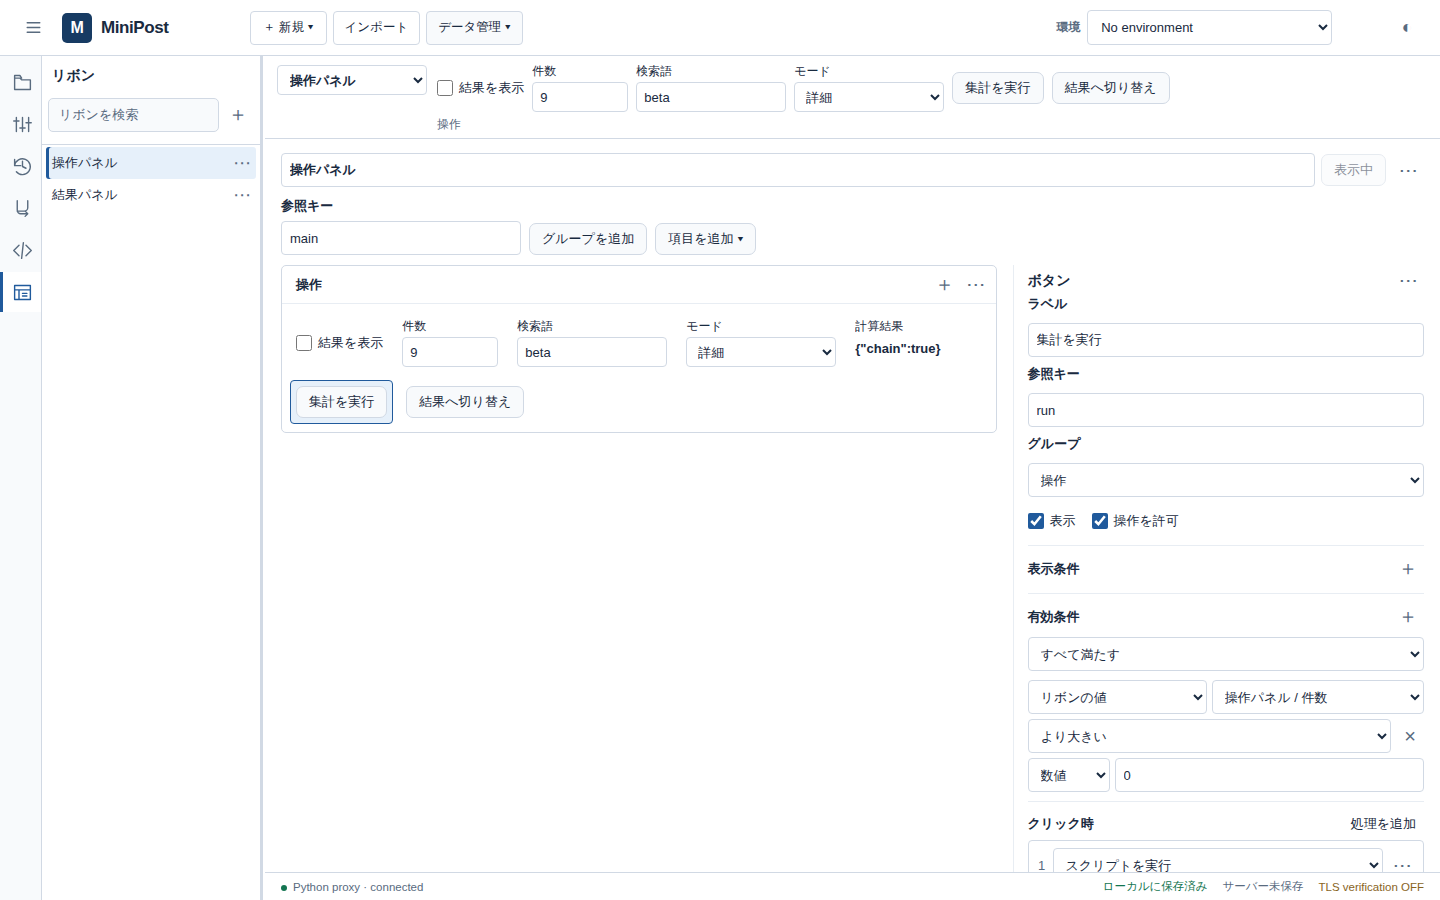 M MiniPost
＋ 新規 ▾ インポート データ管理 ▾
環境 No environment
リボン
リボンを検索 ＋
操作パネル ···
結果パネル ···
操作パネル
結果を表示
件数
9
検索語
beta
モード
詳細
集計を実行 結果へ切り替え
操作
操作パネル 表示中 ···
参照キー
main グループを追加 項目を追加 ▾
操作 ＋ ···
結果を表示
件数
9
検索語
beta
モード
詳細
計算結果
{"chain":true}
集計を実行 結果へ切り替え
ボタン ···
ラベル
集計を実行
参照キー
run
グループ
操作
表示 操作を許可
表示条件 ＋
有効条件 ＋
すべて満たす
リボンの値 操作パネル / 件数
より大きい ×
数値 0
クリック時 処理を追加
1 スクリプトを実行 ···
Python proxy · connected ローカルに保存済み サーバー未保存 TLS verification OFF